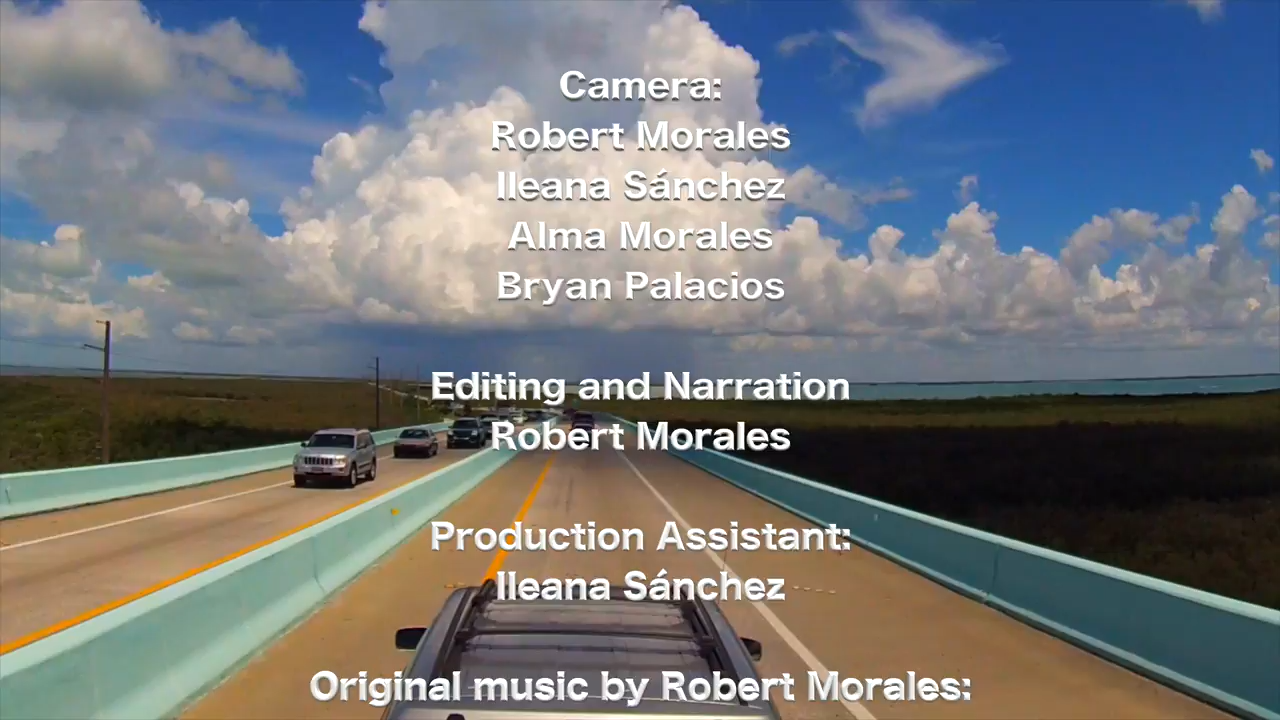 Camera:
Robert Morales
Ileana Sánchez
Alma Morales
Bryan Palacios
Editing and Narration
Robert Morales
Production Assistant:
Ileana Sánchez
Original music by Robert Morales: